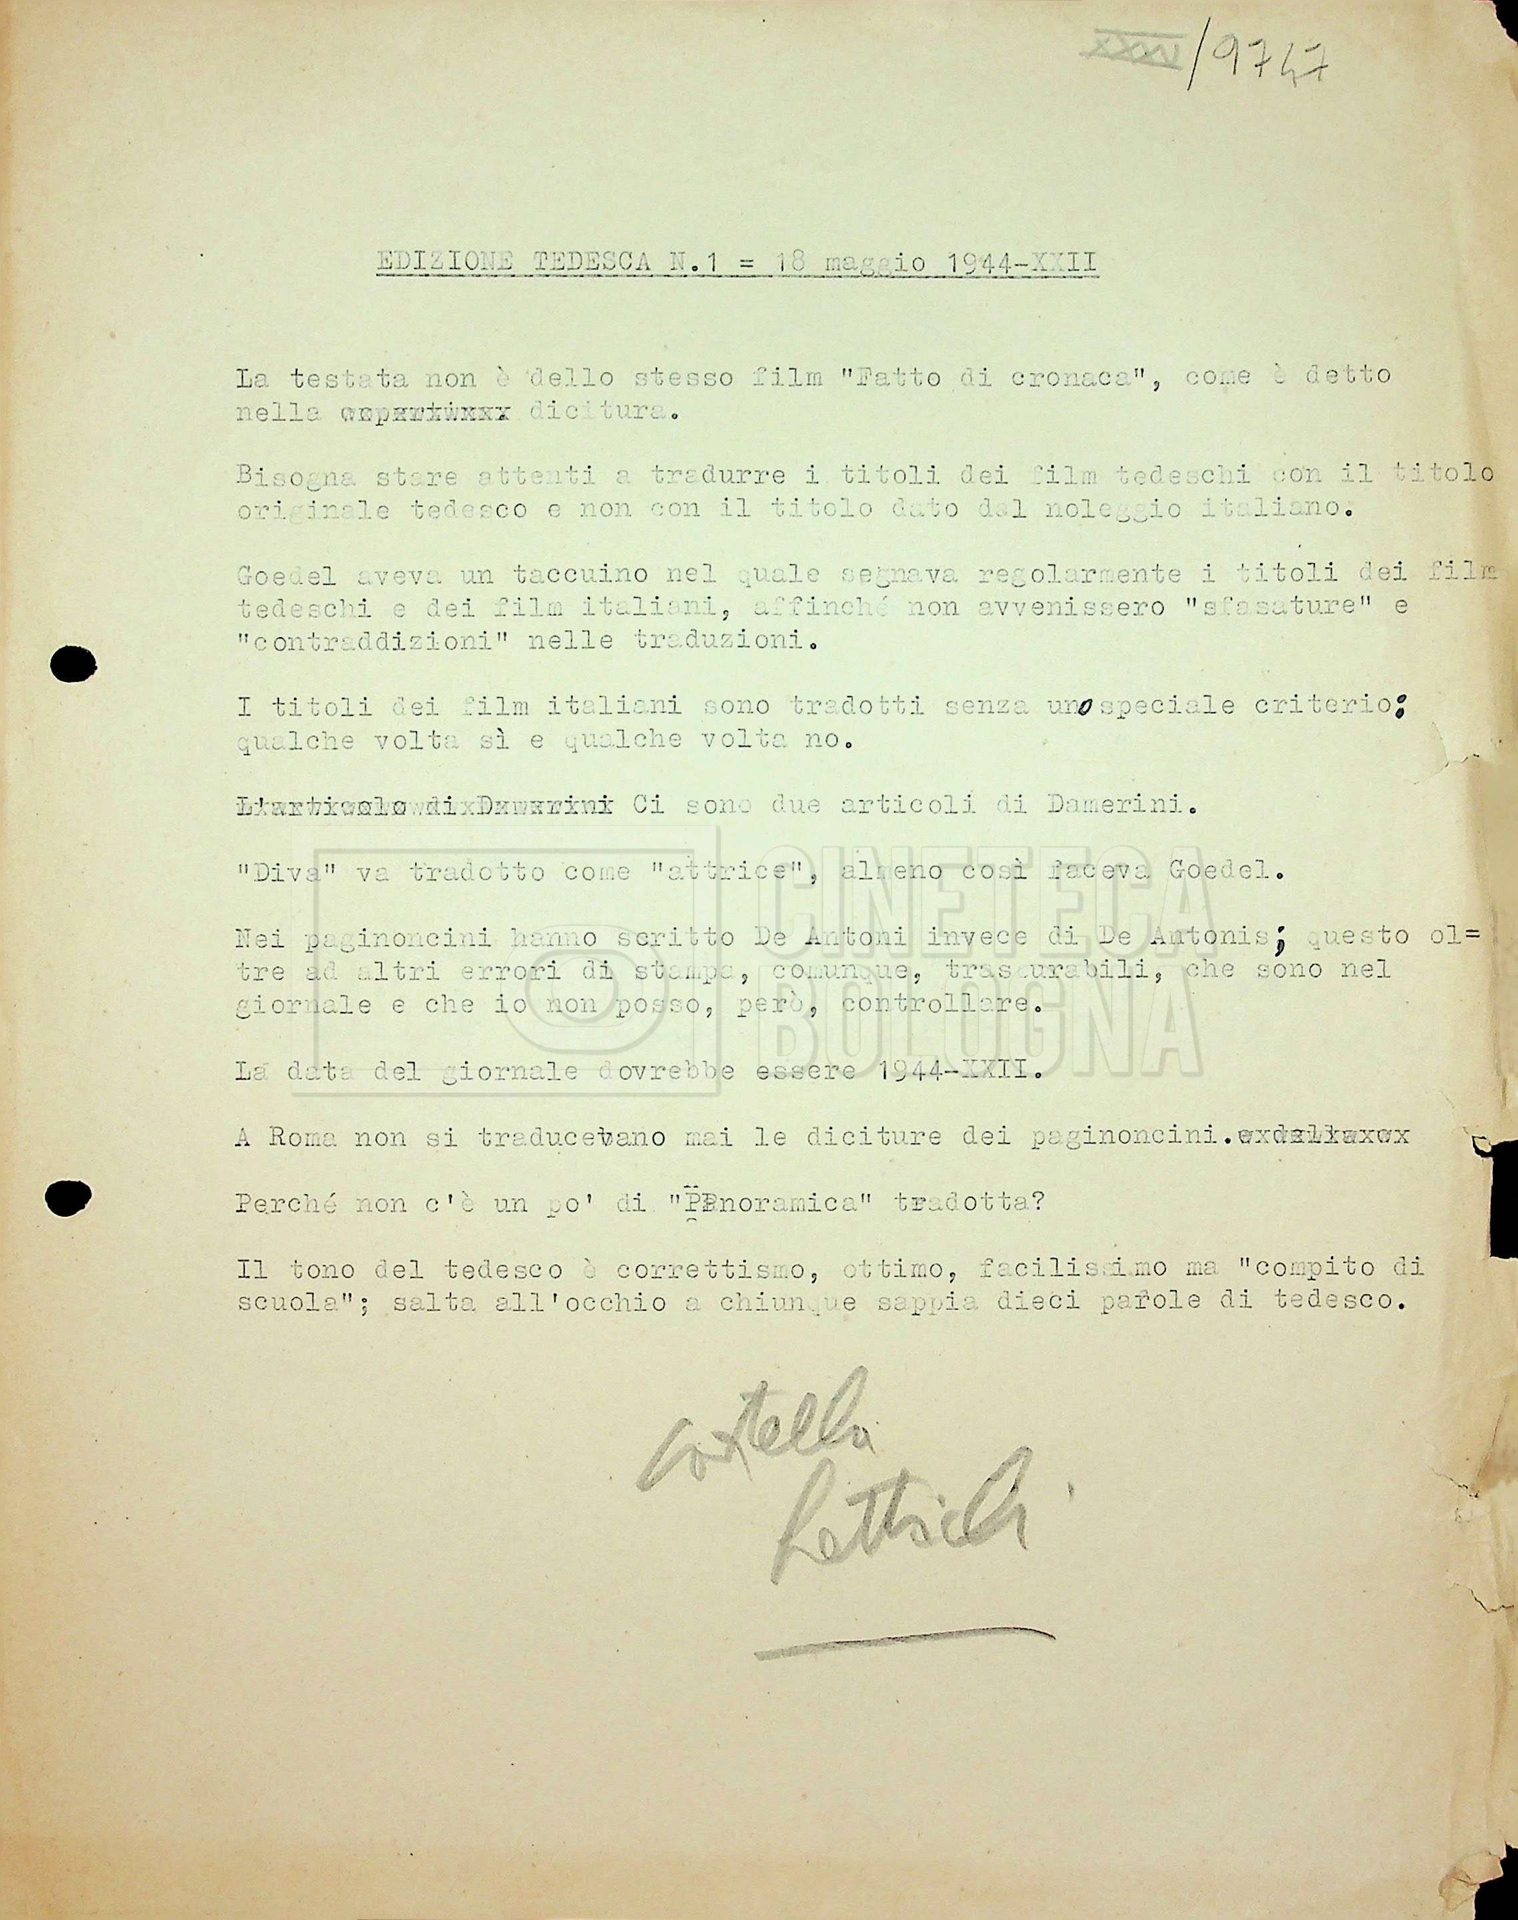 /9747
EDIZIONE TEDESCA N.1 = 18 maggio 1944-XXII
La testata non è dello stesso film "Fatto di cronaca", come è detto
nella dicitura.
Bisogna stare attenti a tradurre i titoli dei film tedeschi con il titolo
originale tedesco e non con il titolo dato dal noleggio italiano.
Goedel aveva un taccuino nel quale segnava regolarmente i titoli dei film
tedeschi e dei film italiani, affinché non avvenissero "sfasature" e
"contraddizioni" nelle traduzioni.
I titoli dei film italiani sono tradotti senza uno speciale criterio:
qualche volta sì e qualche volta no.
L'articolo di Damerini Ci sono due articoli di Damerini.
"Diva" va tradotto come "attrice", almeno così faceva Goedel.
Nei paginoncini hanno scritto De Antoni invece di De Antonis; questo ol=
tre ad altri errori di stampa, comunque, trascurabili, che sono nel
giornale e che io non posso, però, controllare.
La data del giornale dovrebbe essere 1944-XXII.
A Roma non si traducevano mai le diciture dei paginoncini.
Perché non c'è un po' di "Panoramica" tradotta?
Il tono del tedesco è correttismo, ottimo, facilissimo ma "compito di
scuola"; salta all'occhio a chiunque sappia dieci parole di tedesco.
CINETECA
BOLOGNA